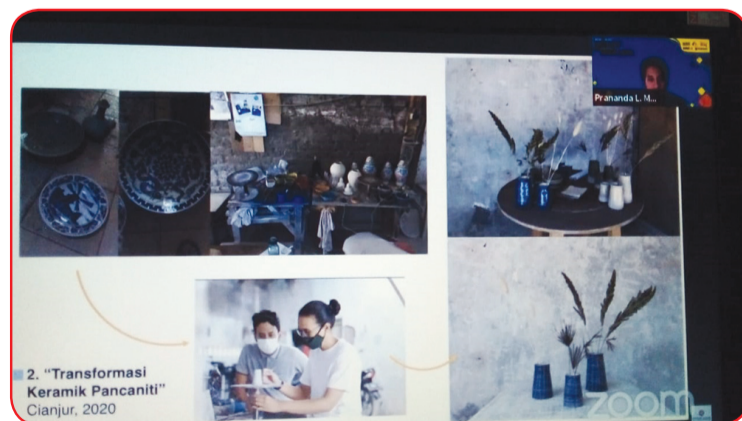 Prananda L. M...
2. “Transformasi
Keramik Pancaniti”
Cianjur, 2020
zoom